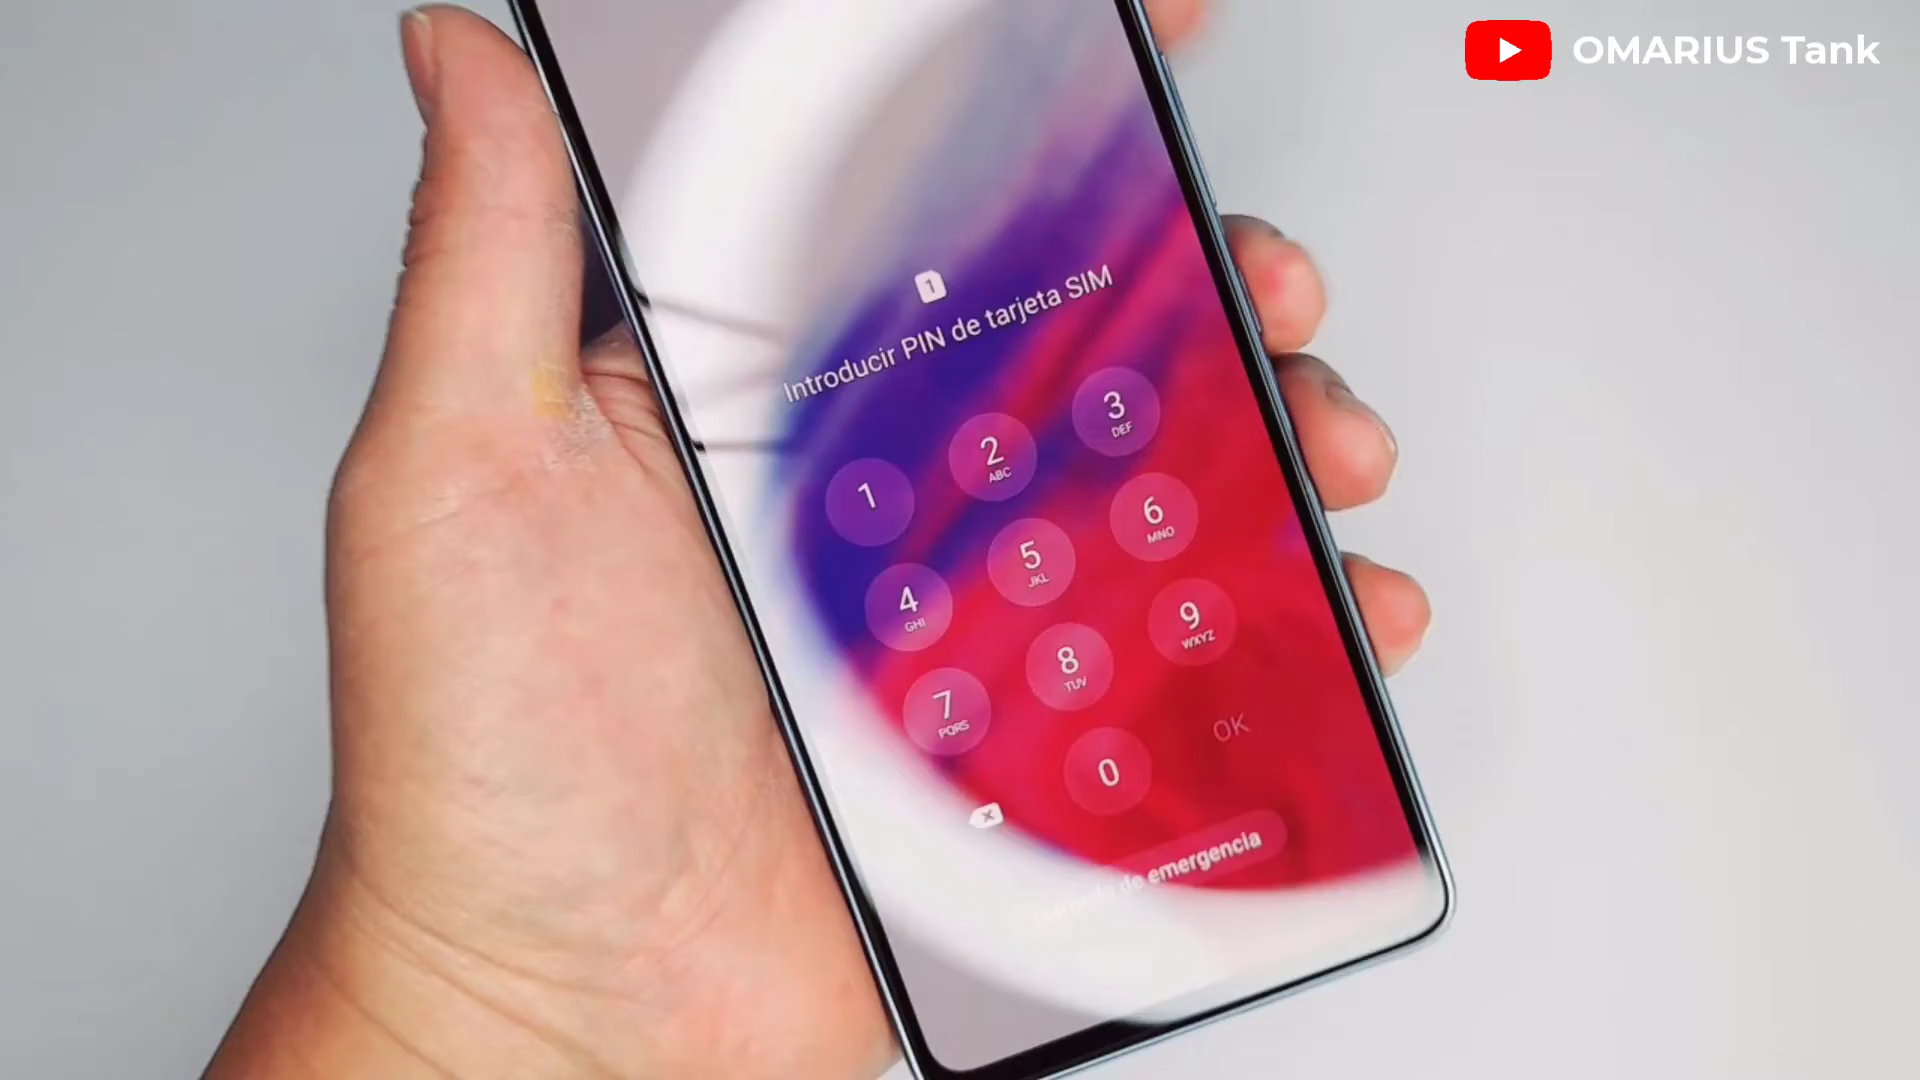 OMARIUS Tank
1
Introducir PIN de tarjeta SIM
1
2
ABC
3
DEF
4
GHI
5
JKL
6
MNO
7
PQRS
8
TUV
9
WXYZ
0
OK
de emergencia